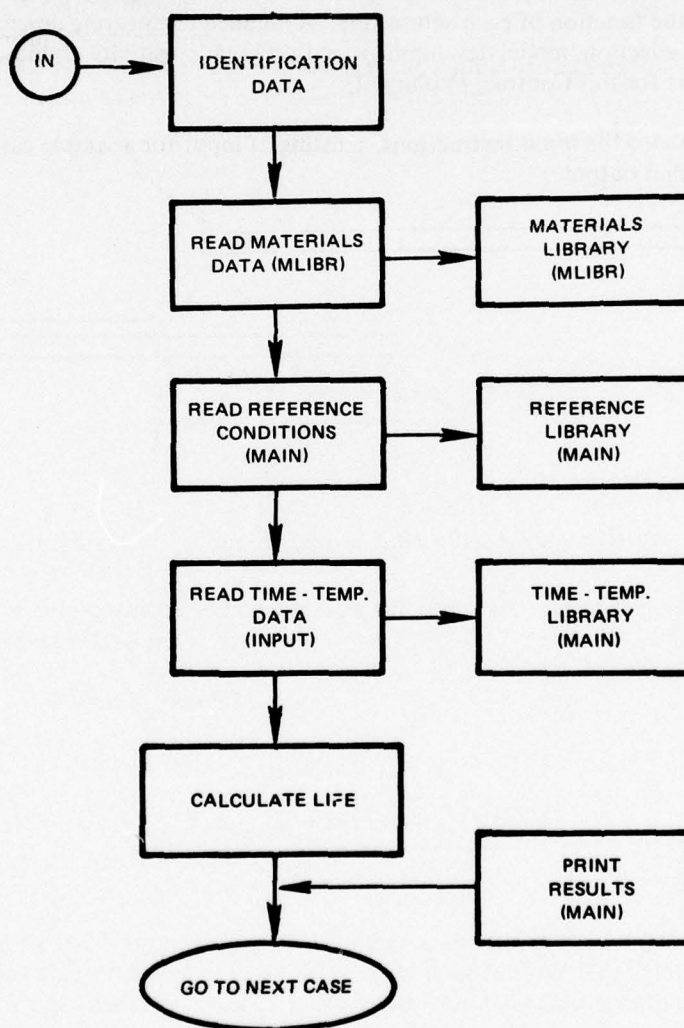 IN
IDENTIFICATION
DATA
READ MATERIALS
DATA (MLIBR)
MATERIALS
LIBRARY
(MLIBR)
READ REFERENCE
CONDITIONS
(MAIN)
REFERENCE
LIBRARY
(MAIN)
READ TIME - TEMP.
DATA
(INPUT)
TIME - TEMP.
LIBRARY
(MAIN)
CALCULATE LIFE
PRINT
RESULTS
(MAIN)
GO TO NEXT CASE